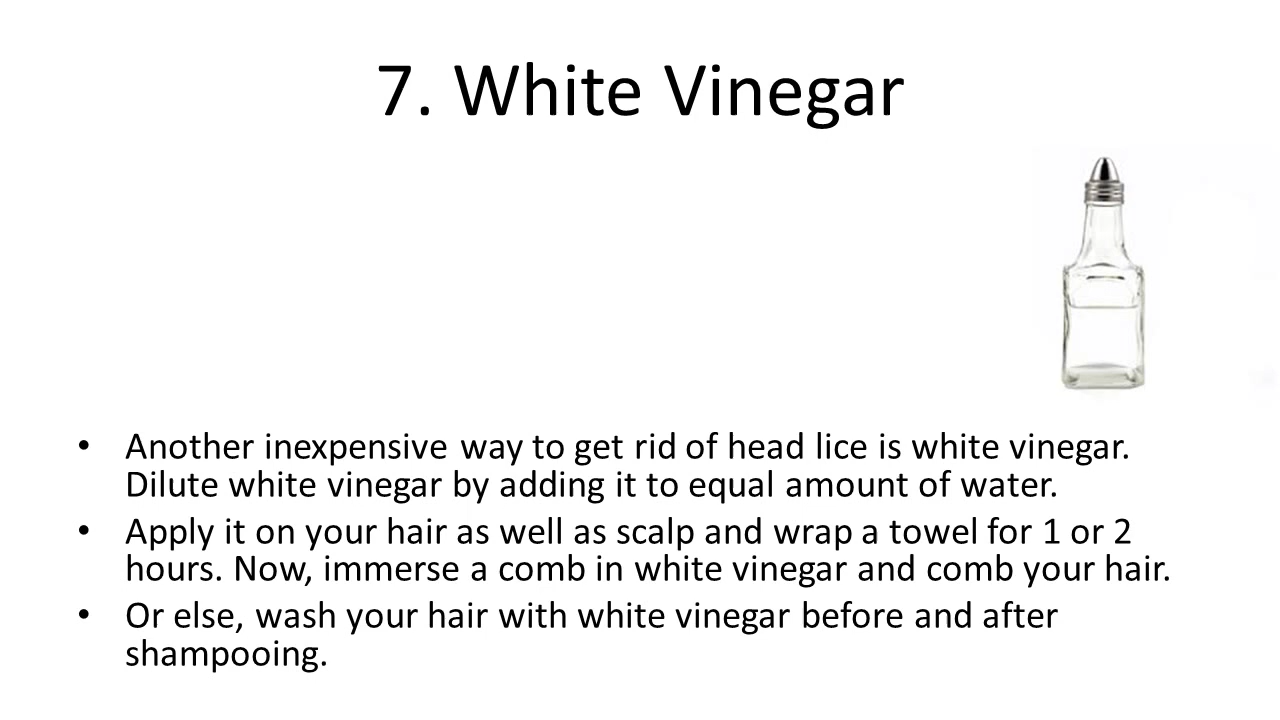 7. White Vinegar
• Another inexpensive way to get rid of head lice is white vinegar.
Dilute white vinegar by adding it to equal amount of water.
• Apply it on your hair as well as scalp and wrap a towel for 1 or 2
hours. Now, immerse a comb in white vinegar and comb your hair.
• Or else, wash your hair with white vinegar before and after
shampooing.